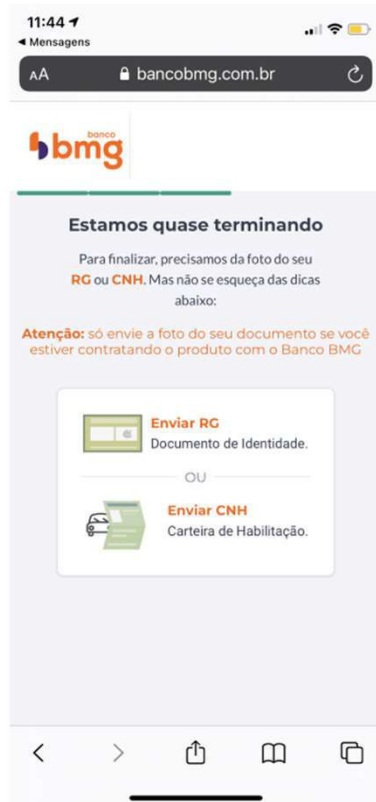 11:44
◀ Mensagens
AA bancobmg.com.br
banco
bmg
Estamos quase terminando
Para finalizar, precisamos da foto do seu
RG ou CNH. Mas não se esqueça das dicas
abaixo:
Atenção: só envie a foto do seu documento se você
estiver contratando o produto com o Banco BMG
Enviar RG
Documento de Identidade.
OU
Enviar CNH
Carteira de Habilitação.